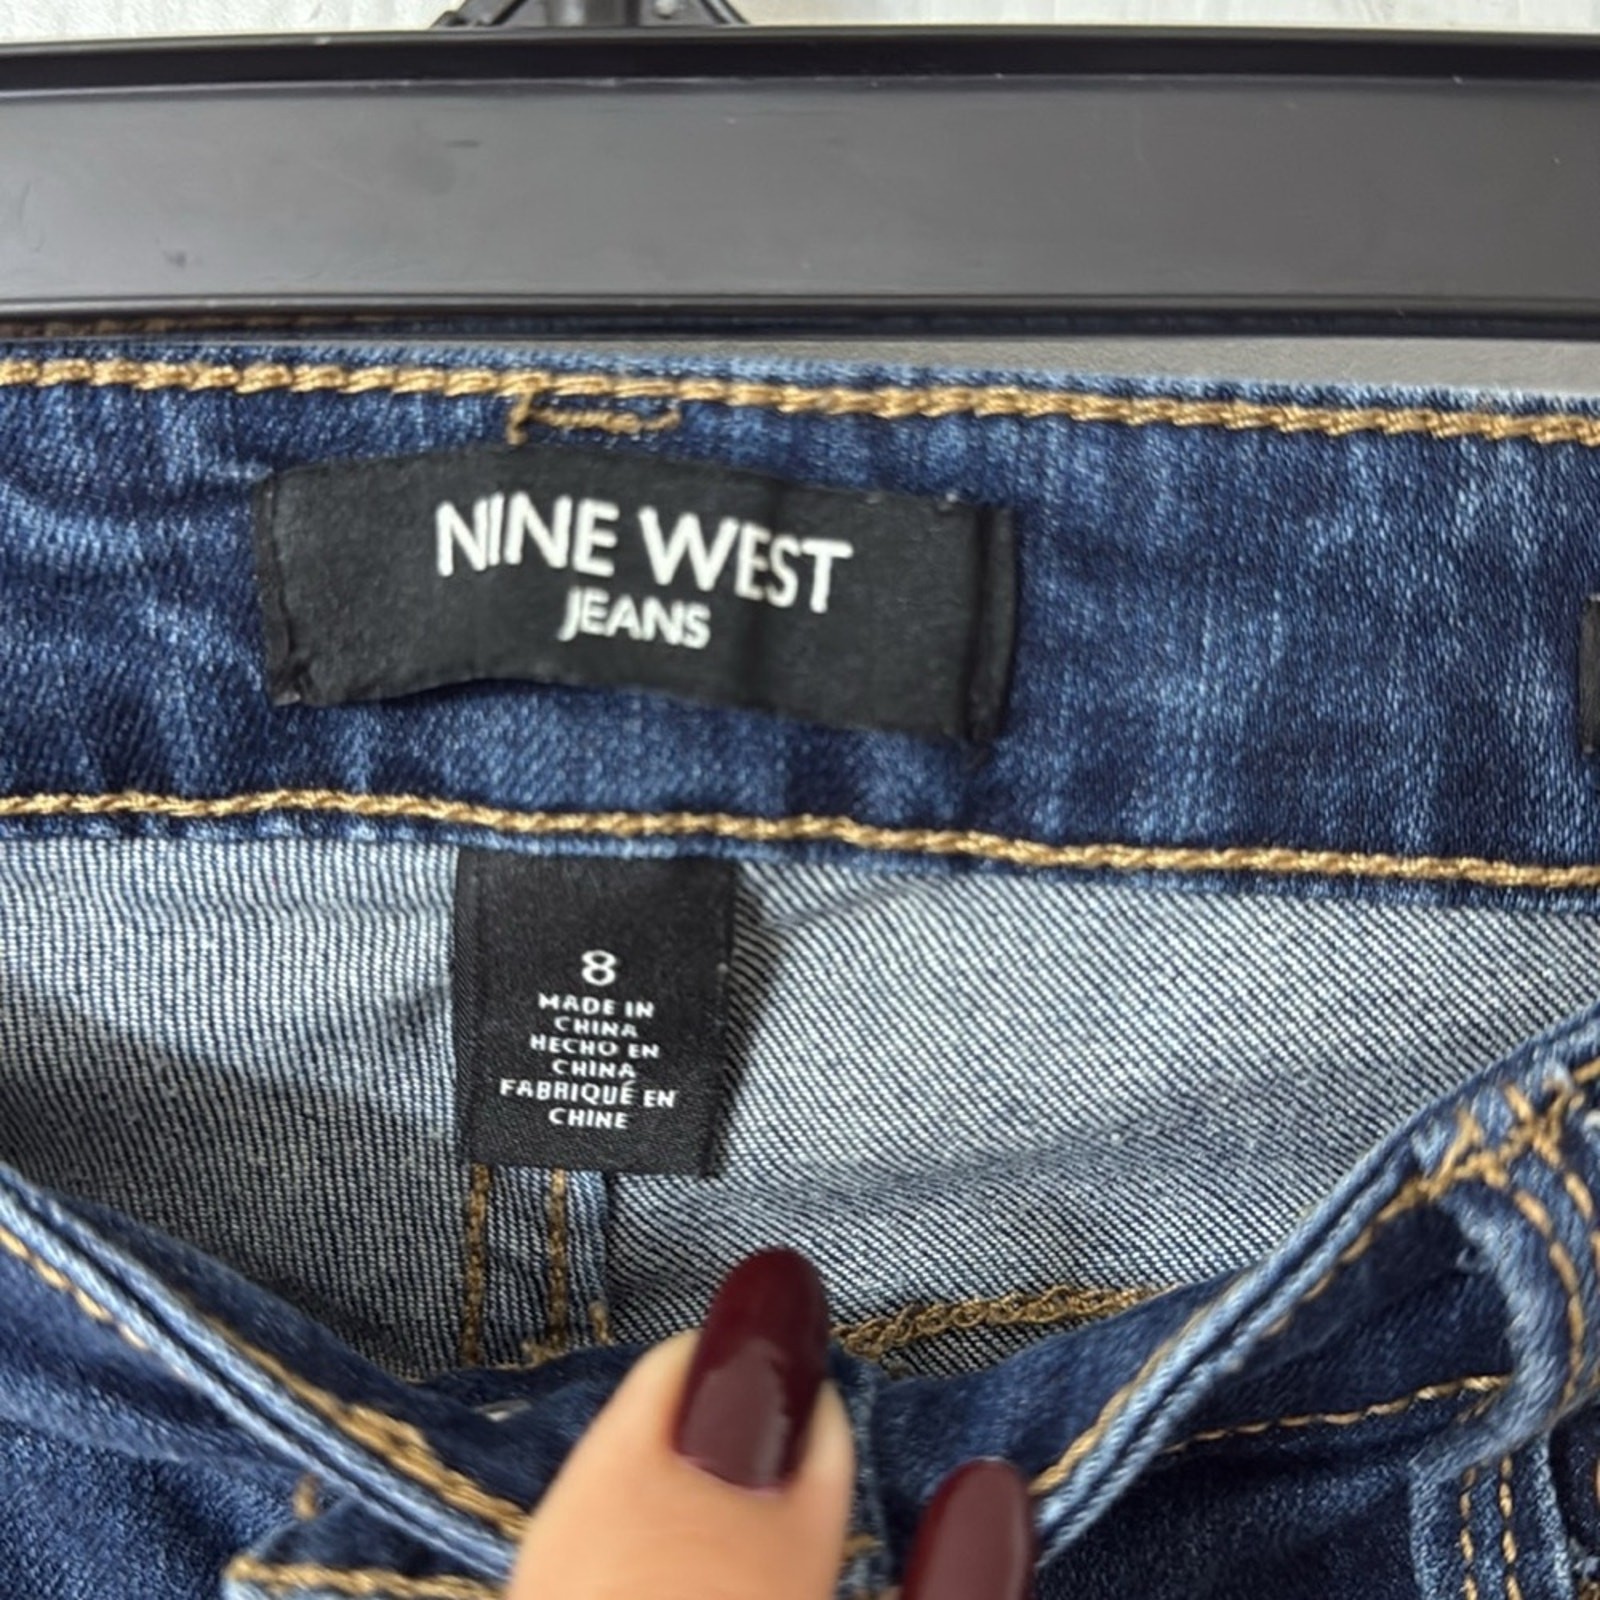 NINE WEST
JEANS
8
MADE IN
CHINA
HECHO EN
CHINA
FABRIQUÉ EN
CHINE